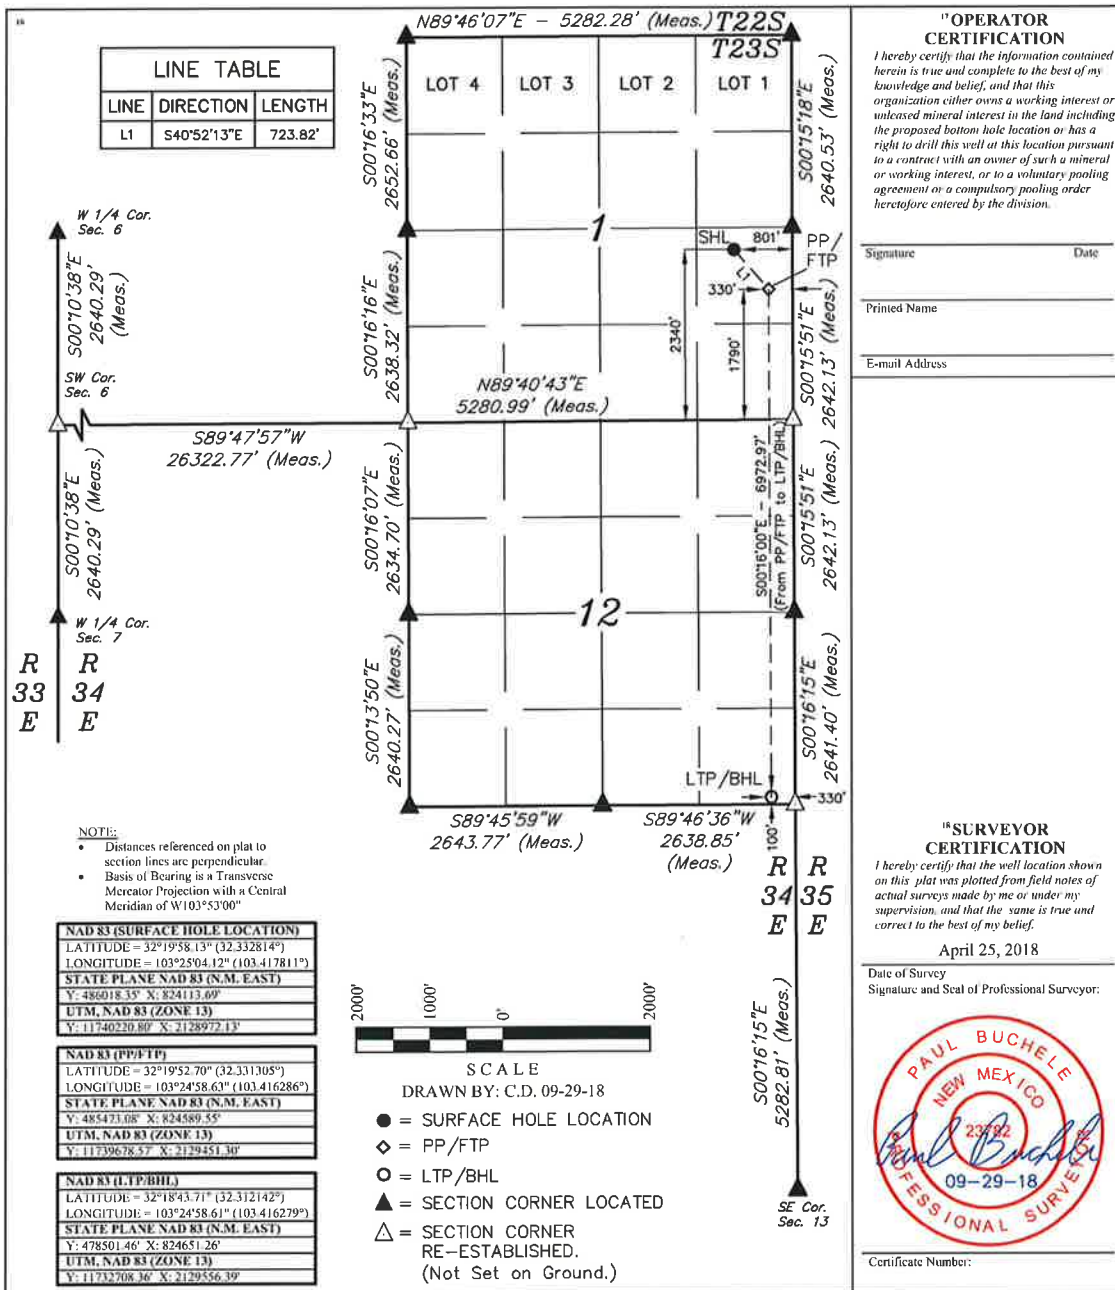 16
N89°46'07"E - 5282.28' (Meas.) T22S
T23S
LINE TABLE
LINE DIRECTION LENGTH
L1 S40°52'13"E 723.82'
LOT 4 LOT 3 LOT 2 LOT 1
S00°16'33"E
2652.66' (Meas.)
S00°15'18"E
2640.53' (Meas.)
W 1/4 Cor.
Sec. 6
1
SHL 801' PP/
FTP
L1
330'
2340'
1790'
S00°10'38"E
2640.29'
(Meas.)
S00°16'16"E
2638.32' (Meas.)
S00°15'51"E
2642.13' (Meas.)
SW Cor.
Sec. 6
N89°40'43"E
5280.99' (Meas.)
S89°47'57"W
26322.77' (Meas.)
S00°10'38"E
2640.29' (Meas.)
S00°16'07"E
2634.70' (Meas.)
S00°16'00"E - 6972.97'
(From PP/FTP to LTP/BHL)
S00°15'51"E
2642.13' (Meas.)
12
W 1/4 Cor.
Sec. 7
R R
33 34
E E
S00°13'50"E
2640.27' (Meas.)
S00°16'15"E
2641.40' (Meas.)
LTP/BHL
330'
100'
S89°45'59"W
2643.77' (Meas.)
S89°46'36"W
2638.85'
(Meas.)
R R
34 35
E E
S00°16'15"E
5282.81' (Meas.)
SE Cor.
Sec. 13
NOTE:
• Distances referenced on plat to
section lines are perpendicular.
• Basis of Bearing is a Transverse
Mercator Projection with a Central
Meridian of W103°53'00"
NAD 83 (SURFACE HOLE LOCATION)
LATITUDE = 32°19'58.13" (32.332814°)
LONGITUDE = 103°25'04.12" (103.417811°)
STATE PLANE NAD 83 (N.M. EAST)
Y: 486018.35' X: 824113.69'
UTM, NAD 83 (ZONE 13)
Y: 11740220.80' X: 2128972.13'
NAD 83 (PP/FTP)
LATITUDE = 32°19'52.70" (32.331305°)
LONGITUDE = 103°24'58.63" (103.416286°)
STATE PLANE NAD 83 (N.M. EAST)
Y: 485473.08' X: 824589.55'
UTM, NAD 83 (ZONE 13)
Y: 11739678.57' X: 2129451.30'
NAD 83 (LTP/BHL)
LATITUDE = 32°18'43.71" (32.312142°)
LONGITUDE = 103°24'58.61" (103.416279°)
STATE PLANE NAD 83 (N.M. EAST)
Y: 478501.46' X: 824651.26'
UTM, NAD 83 (ZONE 13)
Y: 11732708.36' X: 2129556.39'
2000' 1000' 0' 2000'
SCALE
DRAWN BY: C.D. 09-29-18
= SURFACE HOLE LOCATION
= PP/FTP
= LTP/BHL
= SECTION CORNER LOCATED
= SECTION CORNER
RE-ESTABLISHED.
(Not Set on Ground.)
17 OPERATOR
CERTIFICATION
I hereby certify that the information contained
herein is true and complete to the best of my
knowledge and belief, and that this
organization either owns a working interest or
unleased mineral interest in the land including
the proposed bottom hole location or has a
right to drill this well at this location pursuant
to a contract with an owner of such a mineral
or working interest, or to a voluntary pooling
agreement or a compulsory pooling order
heretofore entered by the division.
Signature Date
Printed Name
E-mail Address
18 SURVEYOR
CERTIFICATION
I hereby certify that the well location shown
on this plat was plotted from field notes of
actual surveys made by me or under my
supervision, and that the same is true and
correct to the best of my belief.
April 25, 2018
Date of Survey
Signature and Seal of Professional Surveyor:
PAUL BUCHELE
NEW MEXICO
23782
Paul Buchele
09-29-18
PROFESSIONAL SURVEYOR
Certificate Number: